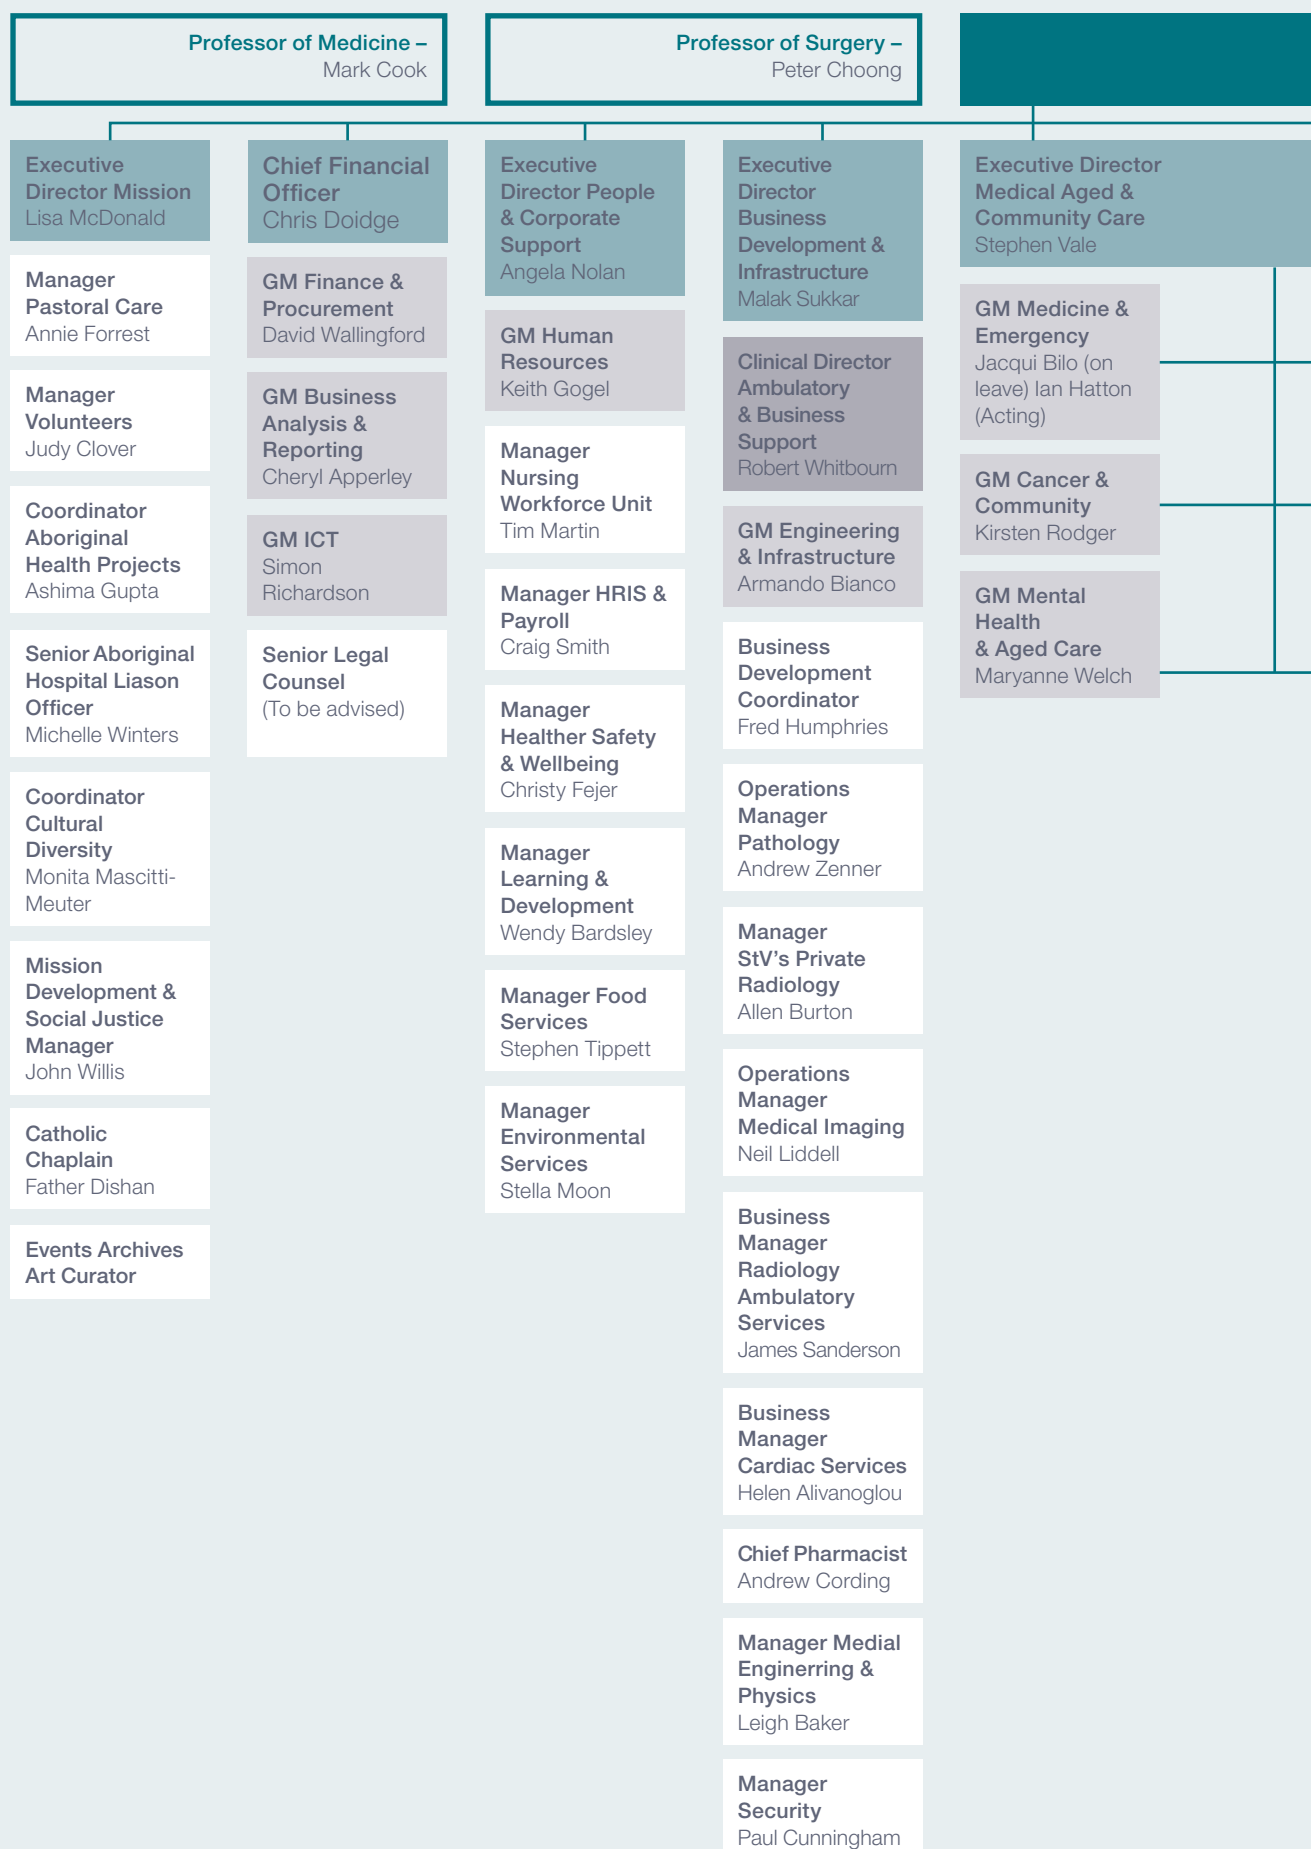 Professor of Medicine –
Mark Cook
Professor of Surgery –
Peter Choong
Executive
Director Mission
Lisa McDonald
Manager
Pastoral Care
Annie Forrest
Manager
Volunteers
Judy Clover
Coordinator
Aboriginal
Health Projects
Ashima Gupta
Senior Aboriginal
Hospital Liason
Officer
Michelle Winters
Coordinator
Cultural
Diversity
Monita Mascitti-
Meuter
Mission
Development &
Social Justice
Manager
John Willis
Catholic
Chaplain
Father Dishan
Events Archives
Art Curator
Chief Financial
Officer
Chris Doidge
GM Finance &
Procurement
David Wallingford
GM Business
Analysis &
Reporting
Cheryl Apperley
GM ICT
Simon
Richardson
Senior Legal
Counsel
(To be advised)
Executive
Director People
& Corporate
Support
Angela Nolan
GM Human
Resources
Keith Gogel
Manager
Nursing
Workforce Unit
Tim Martin
Manager HRIS &
Payroll
Craig Smith
Manager
Healther Safety
& Wellbeing
Christy Fejer
Manager
Learning &
Development
Wendy Bardsley
Manager Food
Services
Stephen Tippett
Manager
Environmental
Services
Stella Moon
Executive
Director
Business
Development &
Infrastructure
Malak Sukkar
Clinical Director
Ambulatory
& Business
Support
Robert Whitbourn
GM Engineering
& Infrastructure
Armando Bianco
Business
Development
Coordinator
Fred Humphries
Operations
Manager
Pathology
Andrew Zenner
Manager
StV's Private
Radiology
Allen Burton
Operations
Manager
Medical Imaging
Neil Liddell
Business
Manager
Radiology
Ambulatory
Services
James Sanderson
Business
Manager
Cardiac Services
Helen Alivanoglou
Chief Pharmacist
Andrew Cording
Manager Medial
Enginerring &
Physics
Leigh Baker
Manager
Security
Paul Cunningham
Executive Director
Medical Aged &
Community Care
Stephen Vale
GM Medicine &
Emergency
Jacqui Bilo (on
leave) Ian Hatton
(Acting)
GM Cancer &
Community
Kirsten Rodger
GM Mental
Health
& Aged Care
Maryanne Welch